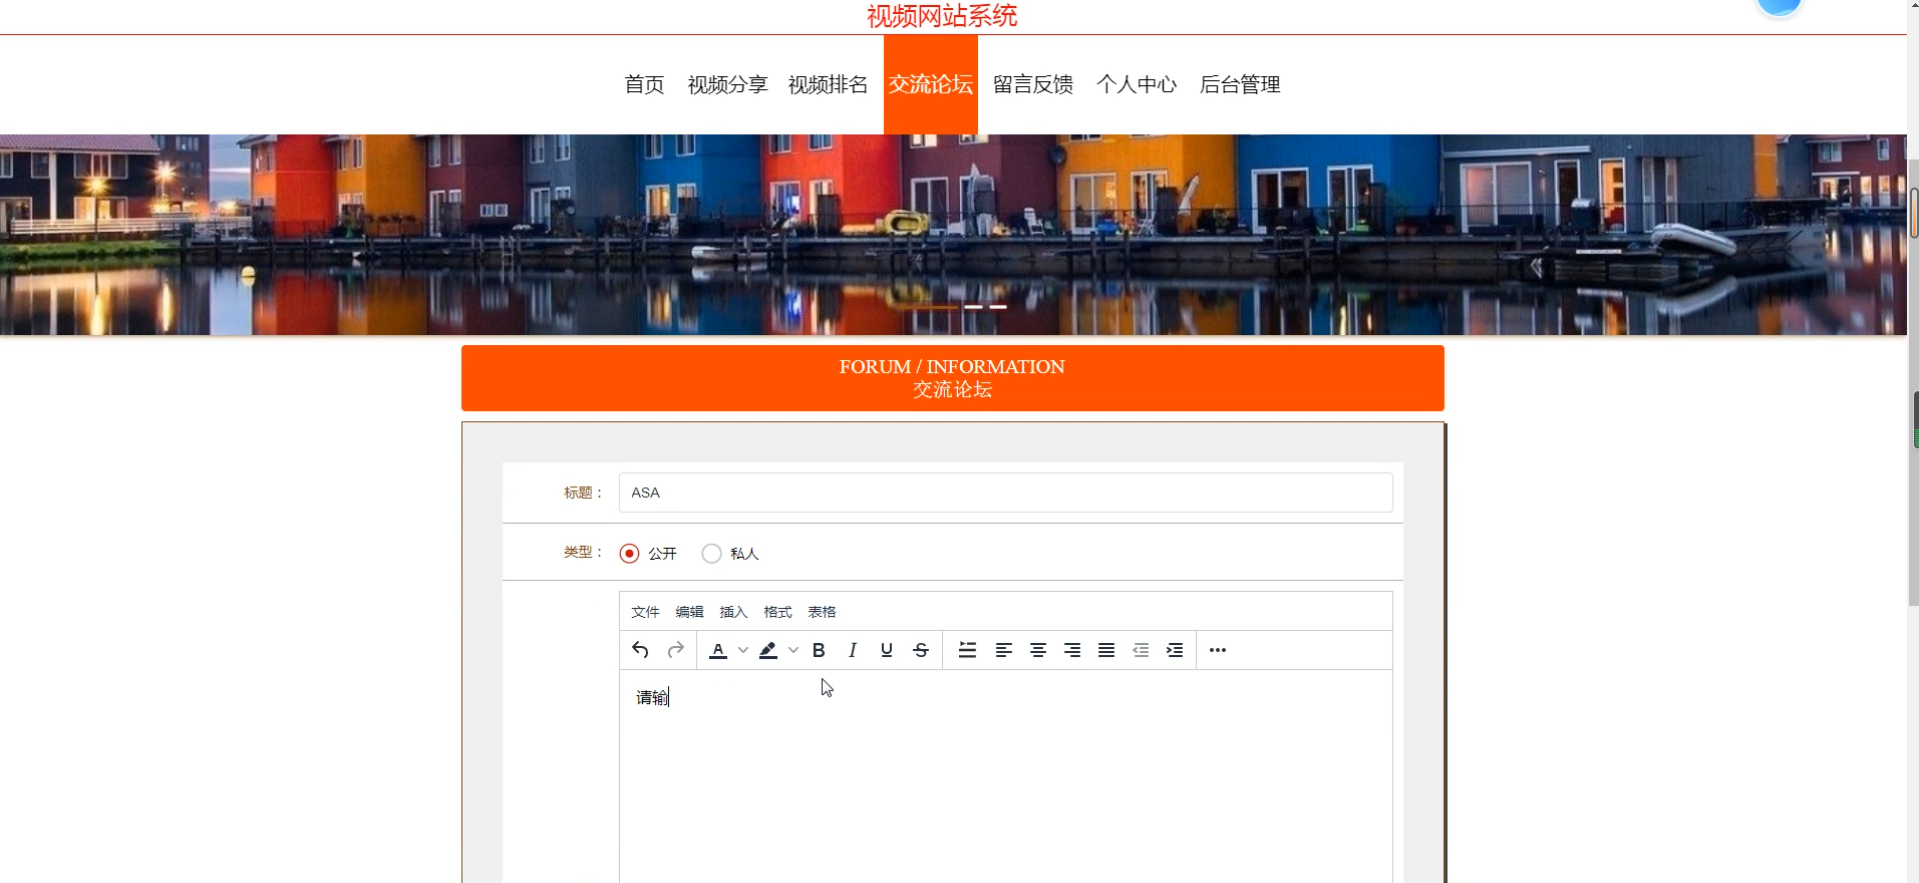 视频网站系统
首页 视频分享 视频排名 交流论坛 留言反馈 个人中心 后台管理
FORUM / INFORMATION
交流论坛
标题： ASA
类型： 公开 私人
文件 编辑 插入 格式 表格
A B I U S
请输